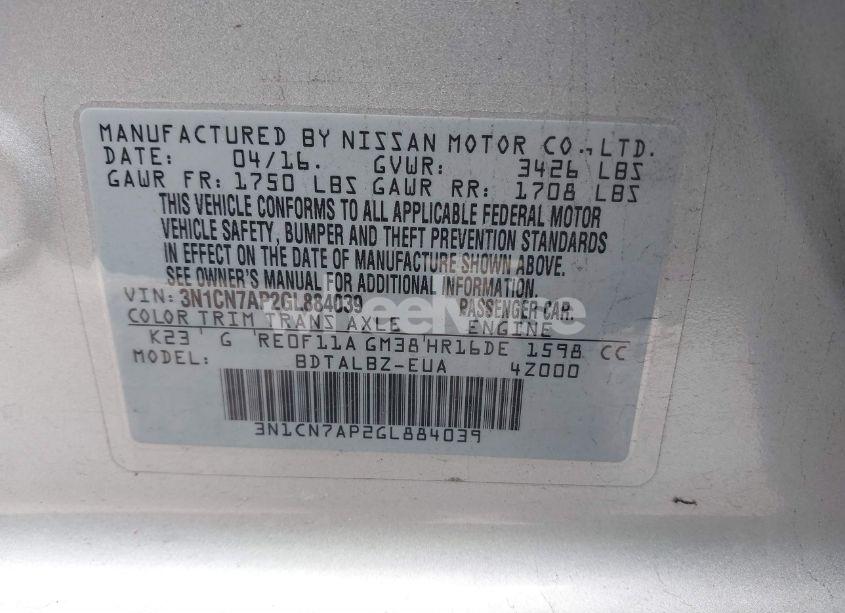 MANUFACTURED BY NISSAN MOTOR CO., LTD.
DATE: 04/16. GVWR: 3426 LBS
GAWR FR: 1750 LBS GAWR RR: 1708 LBS
THIS VEHICLE CONFORMS TO ALL APPLICABLE FEDERAL MOTOR
VEHICLE SAFETY, BUMPER AND THEFT PREVENTION STANDARDS
IN EFFECT ON THE DATE OF MANUFACTURE SHOWN ABOVE.
SEE OWNER'S MANUAL FOR ADDITIONAL INFORMATION.
VIN: 3N1CN7AP2GL884039 PASSENGER CAR.
COLOR TRIM TRANS AXLE ENGINE
K23 G RE0F11A GM38 HR16DE 1598 CC
MODEL: BDTALBZ-EUA 4Z000
3N1CN7AP2GL884039